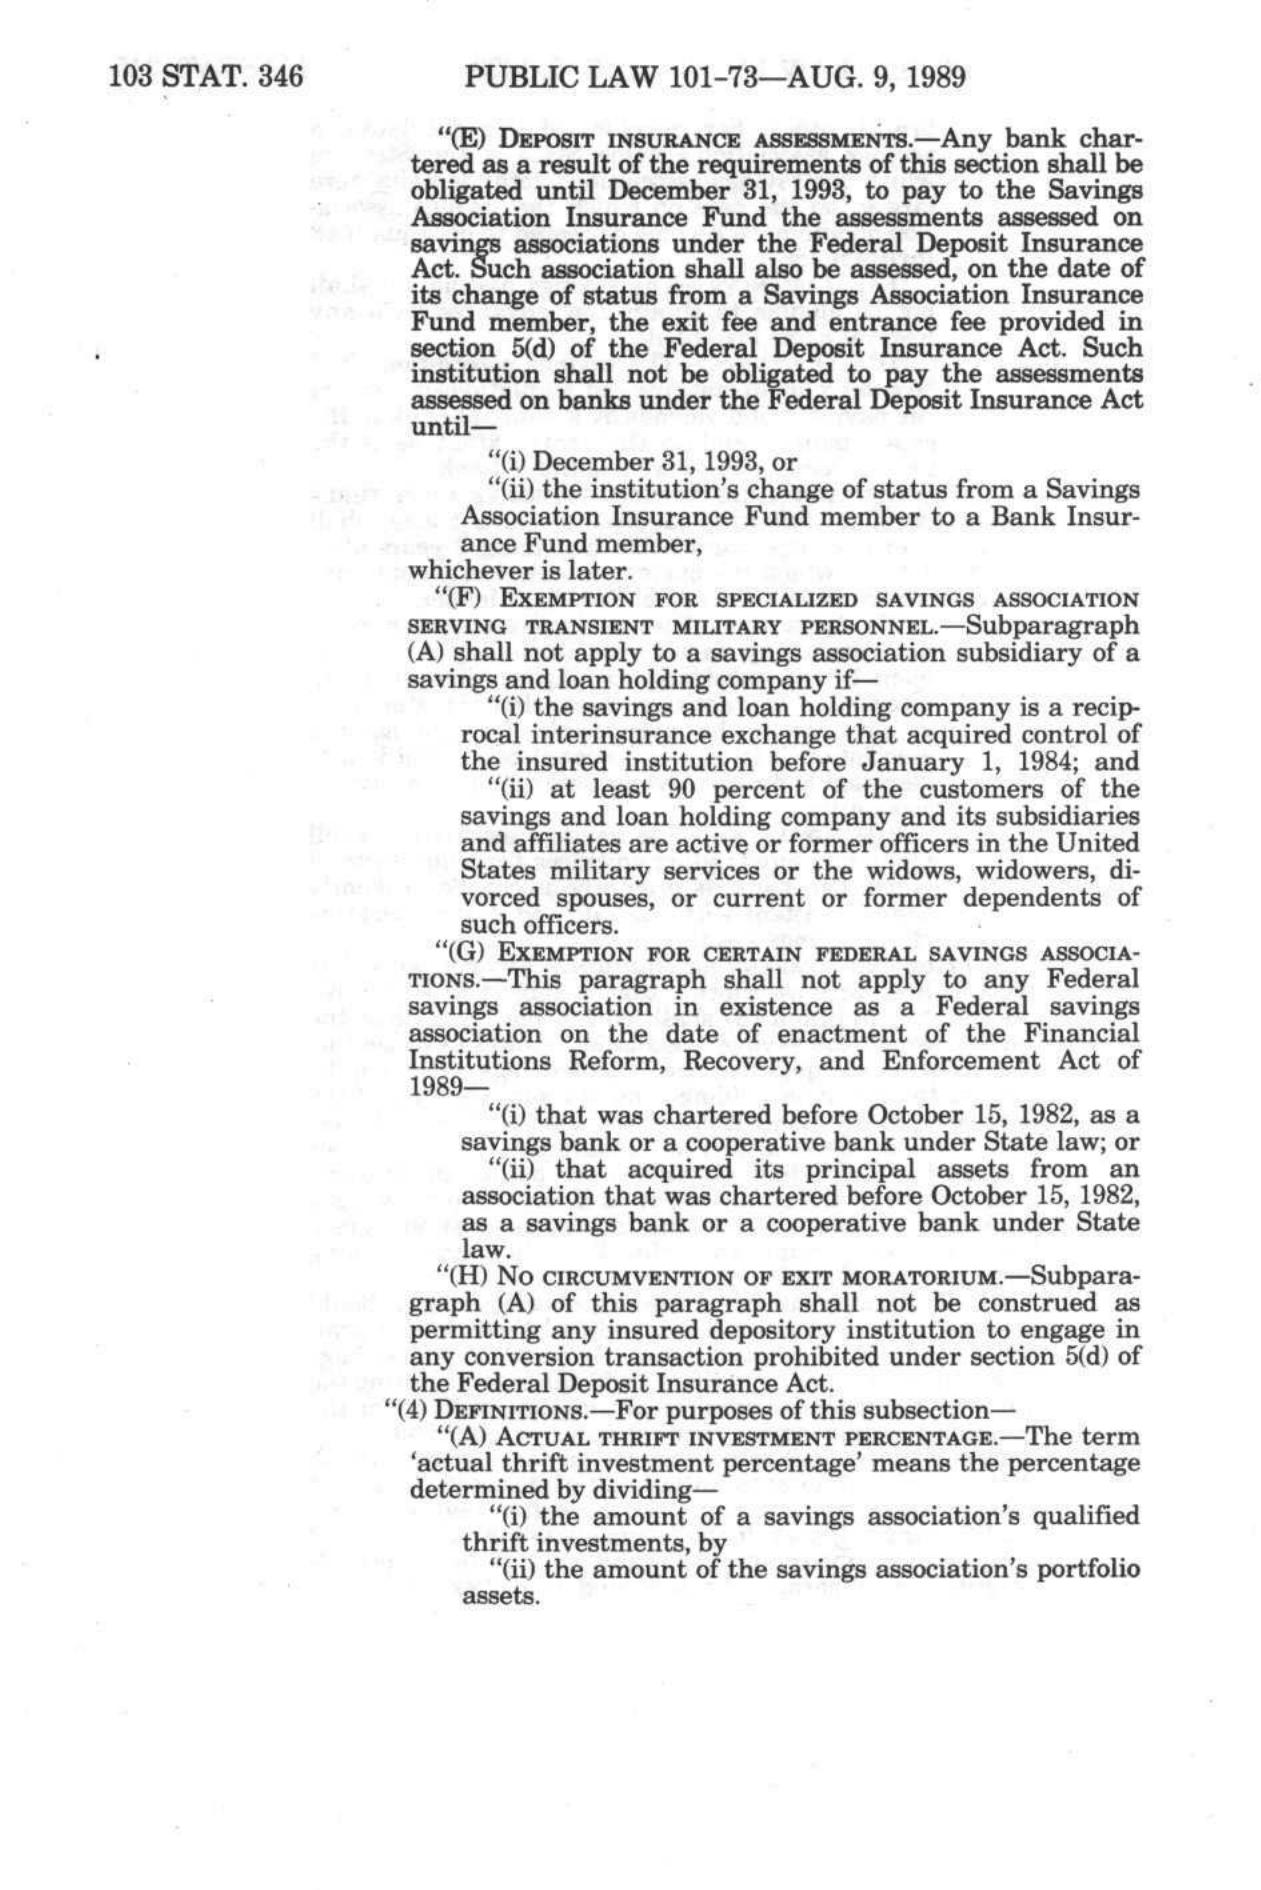 103 STAT. 346 PUBLIC LAW 101-73—AUG. 9, 1989
"(E) DEPOSIT INSURANCE ASSESSMENTS.—Any bank char-
tered as a result of the requirements of this section shall be
obligated until December 31, 1993, to pay to the Savings
Association Insurance Fund the assessments assessed on
savings associations under the Federal Deposit Insurance
Act. Such association shall also be assessed, on the date of
its change of status from a Savings Association Insurance
Fund member, the exit fee and entrance fee provided in
section 5(d) of the Federal Deposit Insurance Act. Such
institution shall not be obligated to pay the assessments
assessed on banks under the Federal Deposit Insurance Act
until—
"(i) December 31, 1993, or
"(ii) the institution's change of status from a Savings
Association Insurance Fund member to a Bank Insur-
ance Fund member,
whichever is later.
"(F) EXEMPTION FOR SPECIALIZED SAVINGS ASSOCIATION
SERVING TRANSIENT MILITARY PERSONNEL.—Subparagraph
(A) shall not apply to a savings association subsidiary of a
savings and loan holding company if—
"(i) the savings and loan holding company is a recip-
rocal interinsurance exchange that acquired control of
the insured institution before January 1, 1984; and
"(ii) at least 90 percent of the customers of the
savings and loan holding company and its subsidiaries
and affiliates are active or former officers in the United
States military services or the widows, widowers, di-
vorced spouses, or current or former dependents of
such officers.
"(G) EXEMPTION FOR CERTAIN FEDERAL SAVINGS ASSOCIA-
TIONS.—This paragraph shall not apply to any Federal
savings association in existence as a Federal savings
association on the date of enactment of the Financial
Institutions Reform, Recovery, and Enforcement Act of
1989—
"(i) that was chartered before October 15, 1982, as a
savings bank or a cooperative bank under State law; or
"(ii) that acquired its principal assets from an
association that was chartered before October 15, 1982,
as a savings bank or a cooperative bank under State
law.
"(H) NO CIRCUMVENTION OF EXIT MORATORIUM.—Subpara-
graph (A) of this paragraph shall not be construed as
permitting any insured depository institution to engage in
any conversion transaction prohibited under section 5(d) of
the Federal Deposit Insurance Act.
"(4) DEFINITIONS.—For purposes of this subsection—
"(A) ACTUAL THRIFT INVESTMENT PERCENTAGE.—The term
'actual thrift investment percentage' means the percentage
determined by dividing—
"(i) the amount of a savings association's qualified
thrift investments, by
"(ii) the amount of the savings association's portfolio
assets.